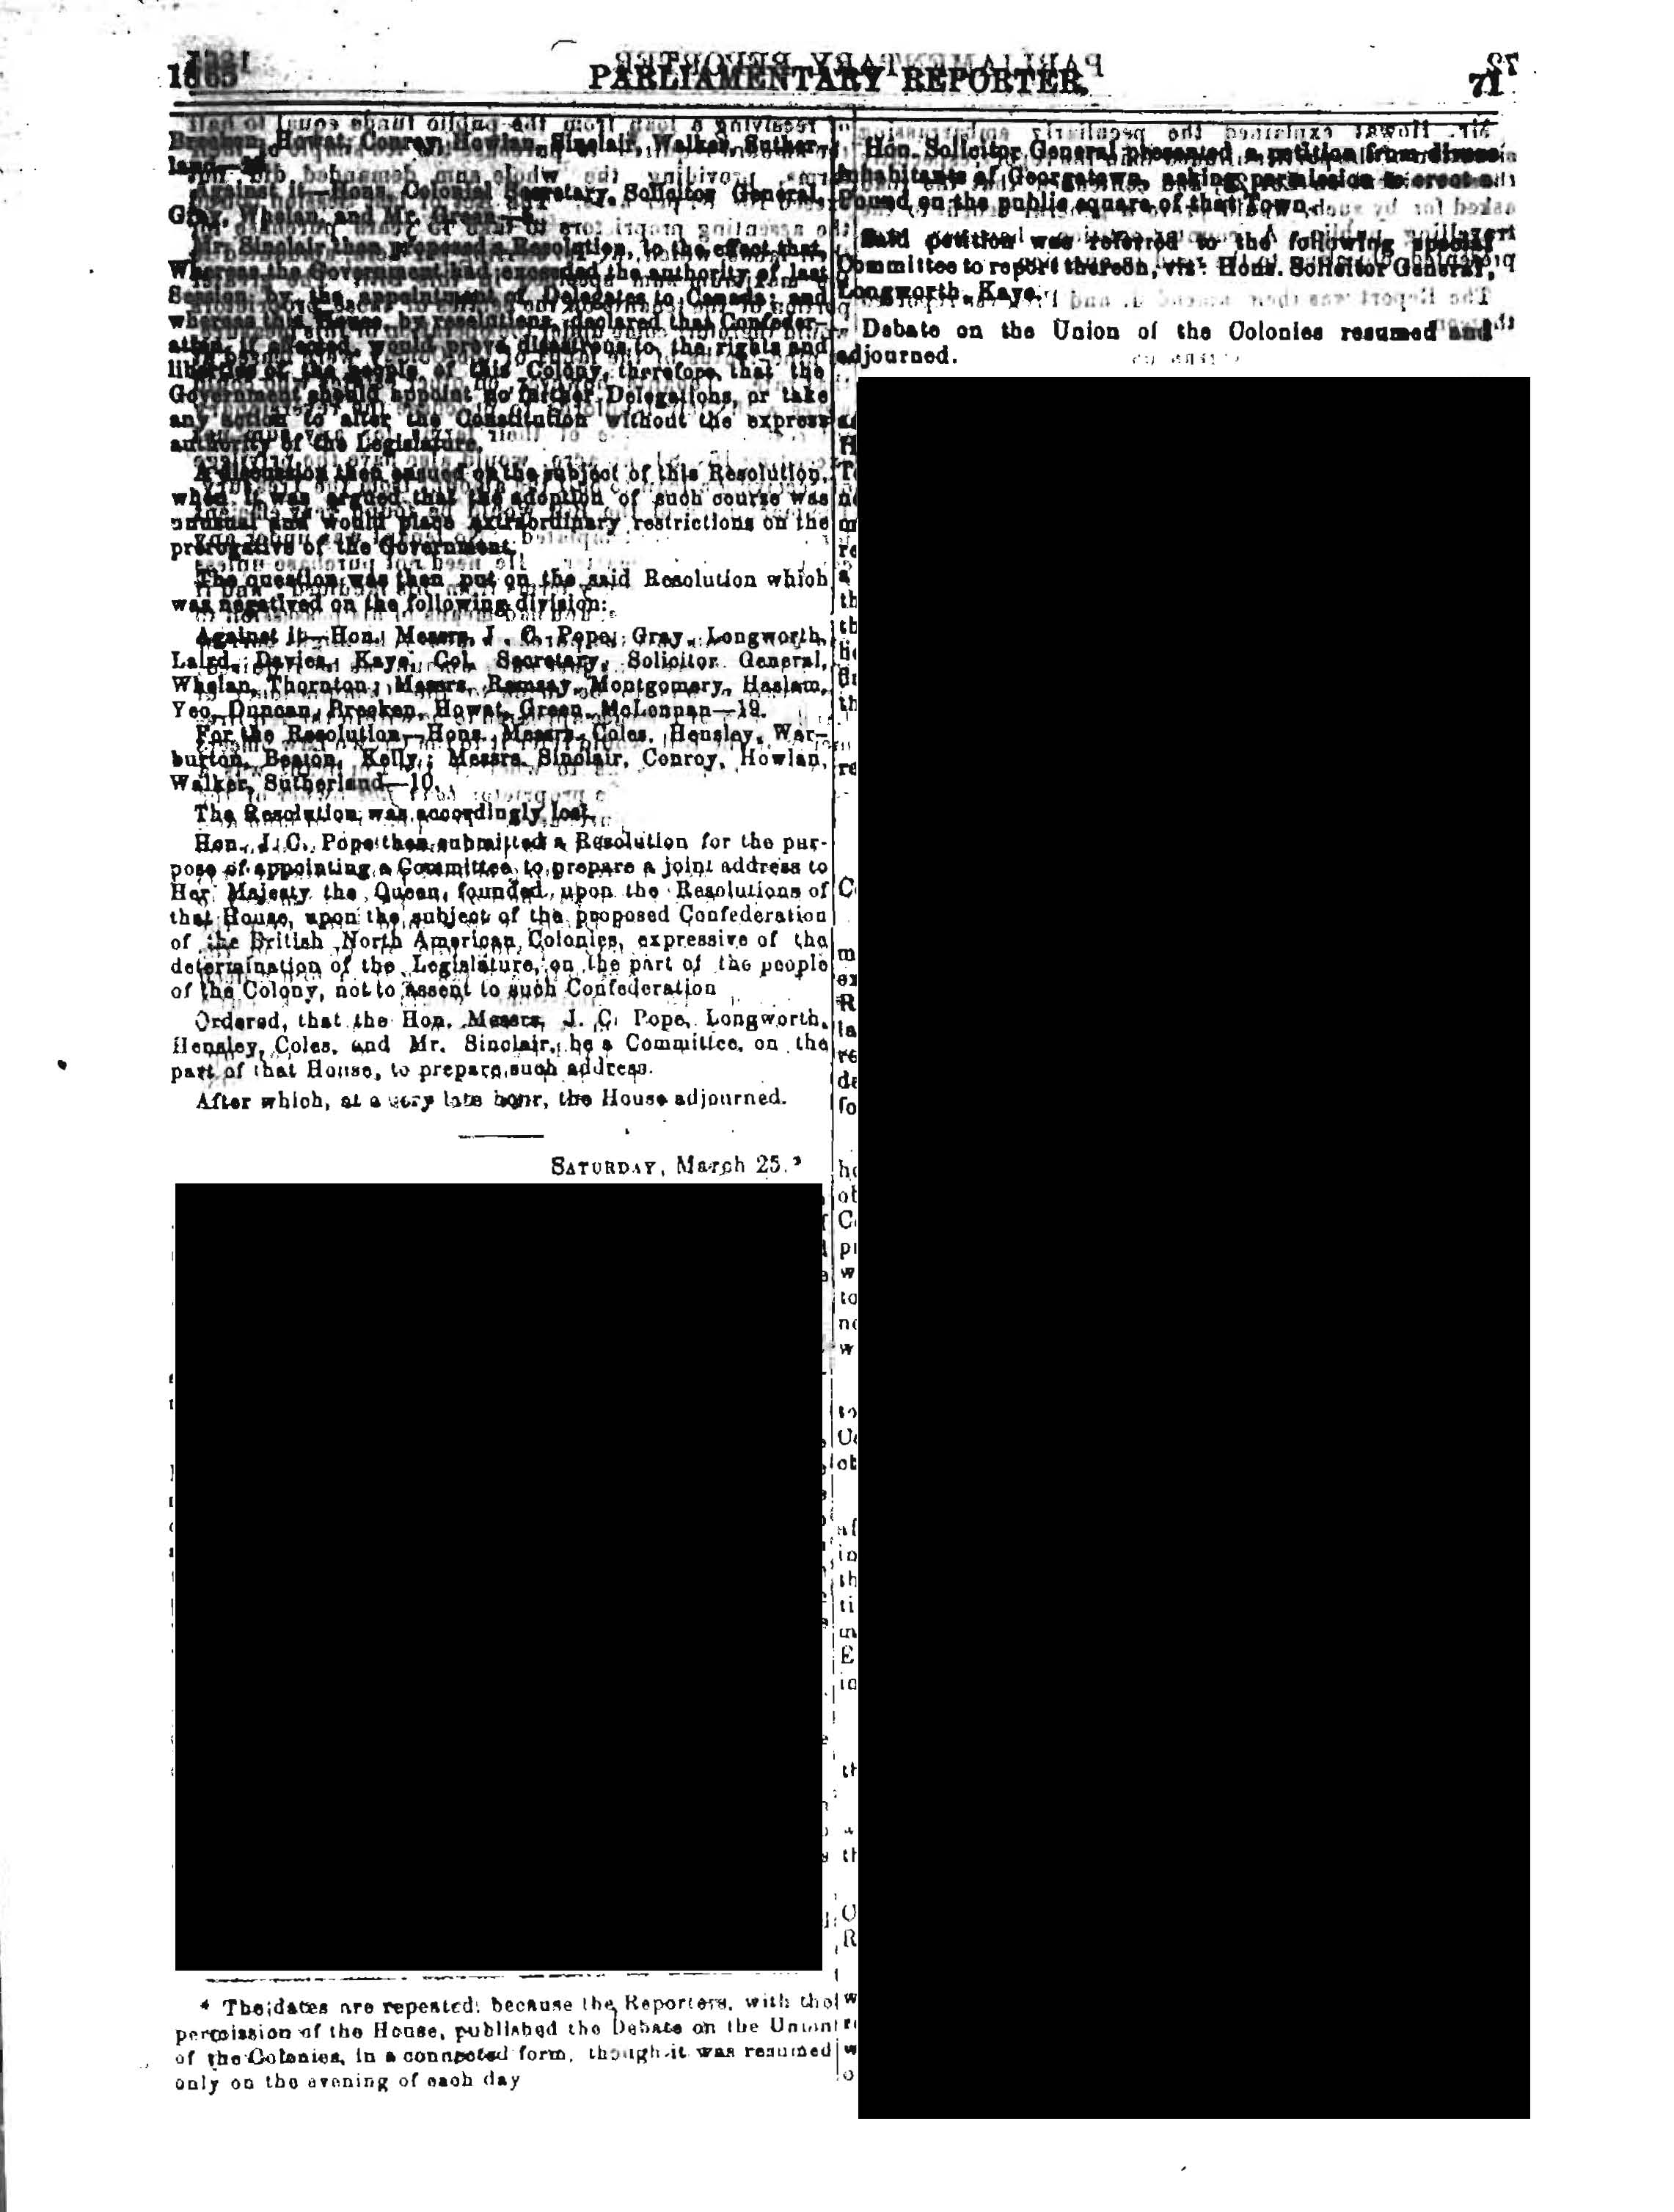 1865 PARLIAMENTARY REPORTER. 71
Brecken, Howat, Conroy, Howlan, Sinclair, Walker, Suther-
land
Against it—Hons. Colonial Secretary, Solicitor General,
Gray, Whelan, and Mr. Green
Mr. Sinclair then proposed a Resolution, to the effect that,
Whereas the Government had exceeded the authority of last
Session by the appointment of Delegates to Canada; and
whereas this House, by resolutions, declared that Confeder-
ation, if effected, would prove disastrous to the rights and
liberties of the people of this Colony, therefore that the
Government should appoint no further Delegations, or take
any action to alter the Constitution without the express
authority of the Legislature.
A discussion then ensued on the subject of this Resolution,
when it was argued that the adoption of such course was
unusual and would place extraordinary restrictions on the
prerogative of the Government.
The question was then put on the said Resolution which
was negatived on the following division:
Against it—Hon. Messrs. J. C. Pope, Gray, Longworth,
Laird, Davies, Kaye, Col. Secretary, Solicitor General,
Whelan, Thornton; Messrs. Ramsay, Montgomery, Haslam,
Yeo, Duncan, Brecken, Howat, Green, McLennan—19.
For the Resolution—Hons. Messrs. Coles, Hensley, War-
burton, Beaton, Kelly; Messrs. Sinclair, Conroy, Howlan,
Walker, Sutherland—10.
The Resolution was accordingly lost.
Hon. J. C. Pope then submitted a Resolution for the pur-
pose of appointing a Committee to prepare a joint address to
Her Majesty the Queen, founded upon the Resolutions of
that House, upon the subject of the proposed Confederation
of the British North American Colonies, expressive of the
determination of the Legislature, on the part of the people
of the Colony, not to assent to such Confederation
Ordered, that the Hon. Messrs. J. C. Pope, Longworth,
Hensley, Coles, and Mr. Sinclair, be a Committee, on the
part of that House, to prepare such address.
After which, at a very late hour, the House adjourned.
SATURDAY, March 25.*
* The dates are repeated, because the Reporters, with the
permission of the House, published the Debate on the Union
of the Colonies, in a connected form, though it was resumed
only on the evening of each day
Hon. Solicitor General presented a petition from divers
Inhabitants of Georgetown, asking permission to erect a
Pound on the public square of that Town.
Said petition was referred to the following special
Committee to report thereon, viz: Hons. Solicitor General,
Longworth, Kaye.
Debate on the Union of the Colonies resumed and
adjourned.